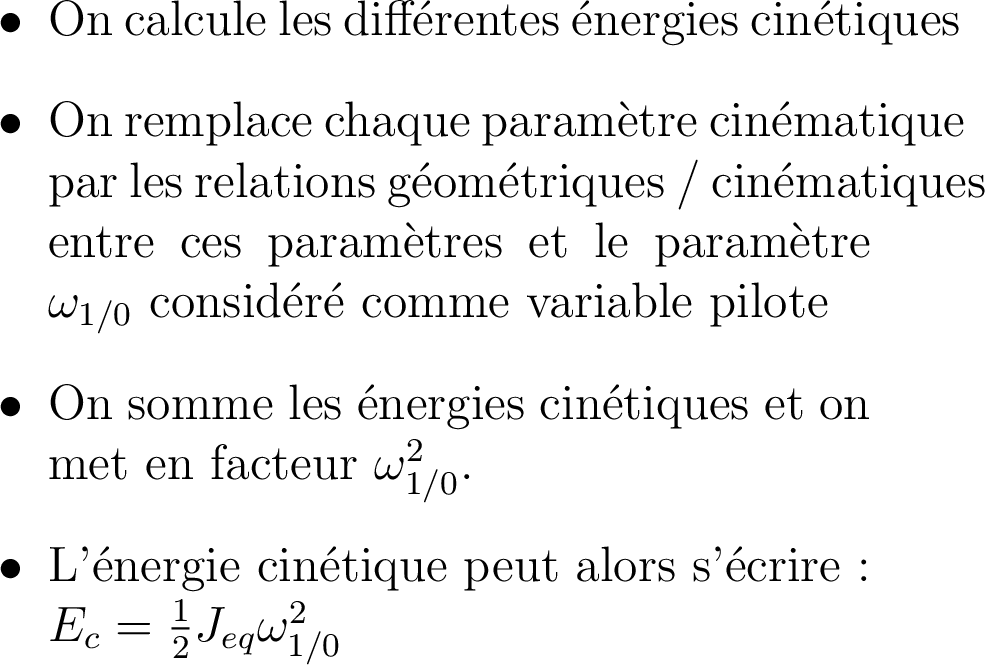 • On calcule les différentes énergies cinétiques
• On remplace chaque paramètre cinématique
par les relations géométriques / cinématiques
entre ces paramètres et le paramètre
$\omega_{1/0}$ considéré comme variable pilote
• On somme les énergies cinétiques et on
met en facteur $\omega_{1/0}^2$.
• L'énergie cinétique peut alors s'écrire :
$E_c = \frac{1}{2} J_{eq} \omega_{1/0}^2$